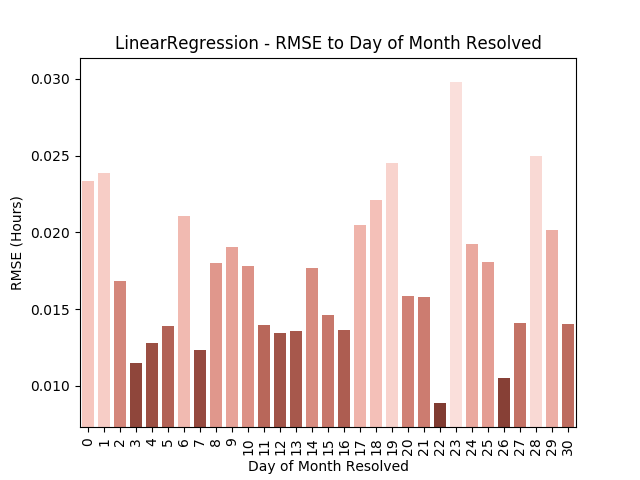 LinearRegression - RMSE to Day of Month Resolved
0.030
0.025
0.020
0.015
0.010
RMSE (Hours)
0 1 2 3 4 5 6 7 8 9 10 11 12 13 14 15 16 17 18 19 20 21 22 23 24 25 26 27 28 29 30
Day of Month Resolved